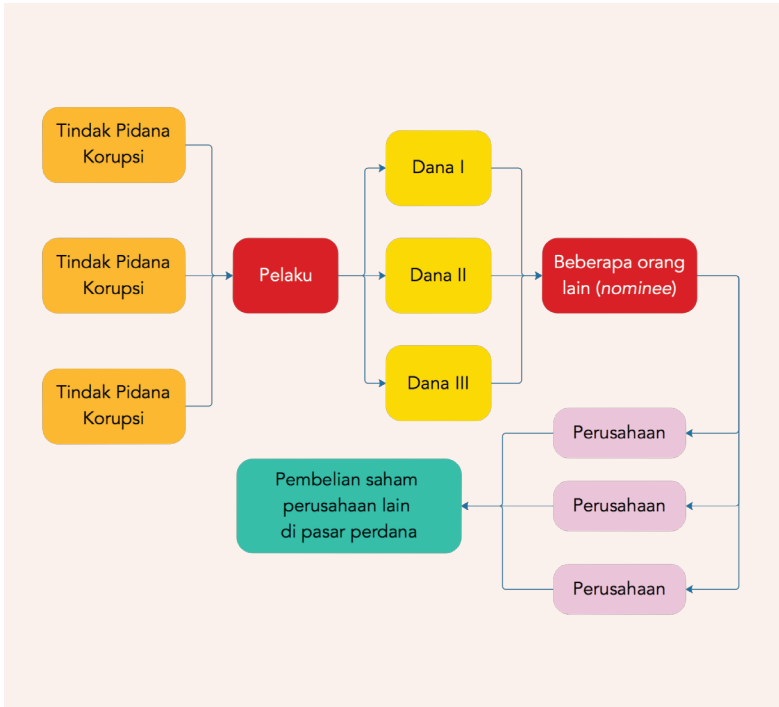 Tindak Pidana
Korupsi
Tindak Pidana
Korupsi
Tindak Pidana
Korupsi
Pelaku
Dana I
Dana II
Dana III
Beberapa orang
lain (nominee)
Perusahaan
Perusahaan
Perusahaan
Pembelian saham
perusahaan lain
di pasar perdana